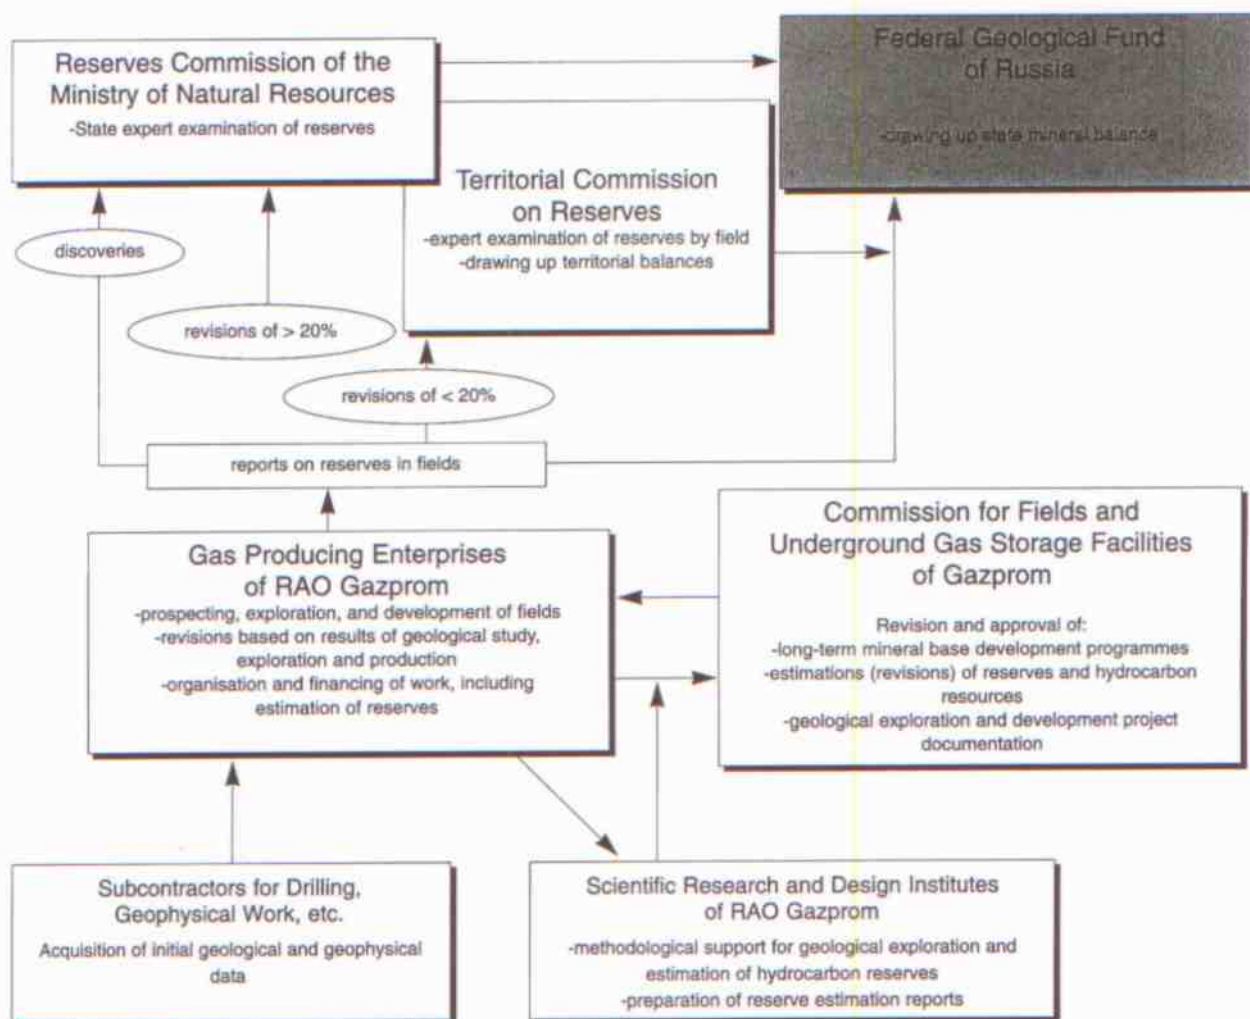 Reserves Commission of the
Ministry of Natural Resources
-State expert examination of reserves
Federal Geological Fund
of Russia
-drawing up state mineral balance
Territorial Commission
on Reserves
-expert examination of reserves by field
-drawing up territorial balances
discoveries
revisions of > 20%
revisions of < 20%
reports on reserves in fields
Gas Producing Enterprises
of RAO Gazprom
-prospecting, exploration, and development of fields
-revisions based on results of geological study,
exploration and production
-organisation and financing of work, including
estimation of reserves
Commission for Fields and
Underground Gas Storage Facilities
of Gazprom
Revision and approval of:
-long-term mineral base development programmes
-estimations (revisions) of reserves and hydrocarbon
resources
-geological exploration and development project
documentation
Subcontractors for Drilling,
Geophysical Work, etc.
Acquisition of initial geological and geophysical
data
Scientific Research and Design Institutes
of RAO Gazprom
-methodological support for geological exploration and
estimation of hydrocarbon reserves
-preparation of reserve estimation reports